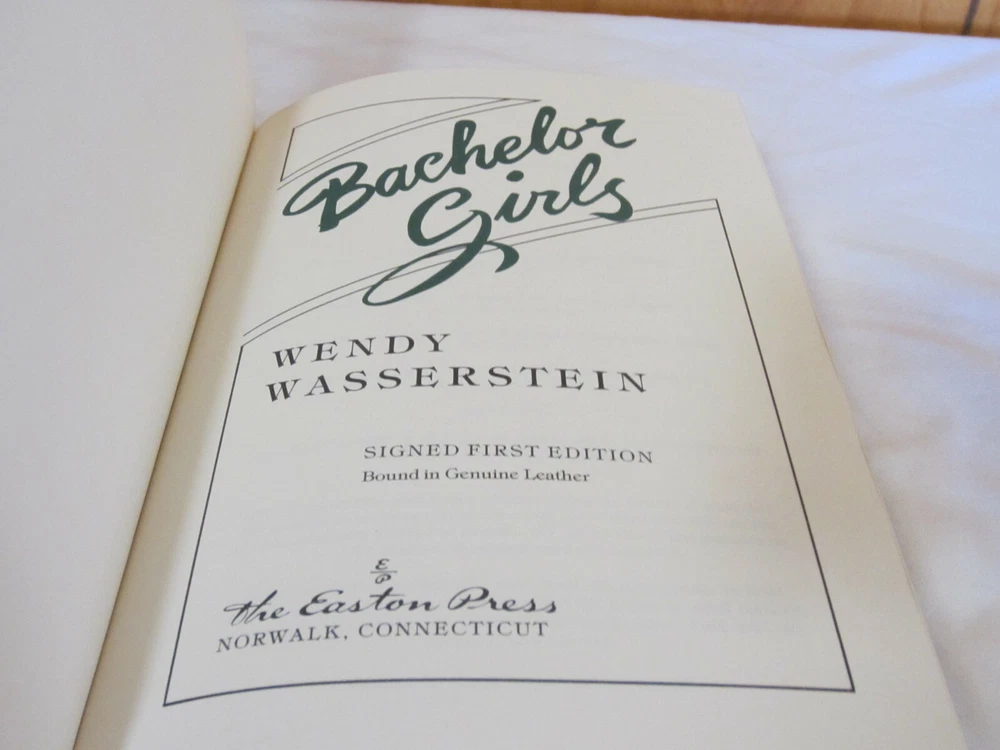 Bachelor
Girls
WENDY
WASSERSTEIN
SIGNED FIRST EDITION
Bound in Genuine Leather
E
P
The Easton Press
NORWALK, CONNECTICUT